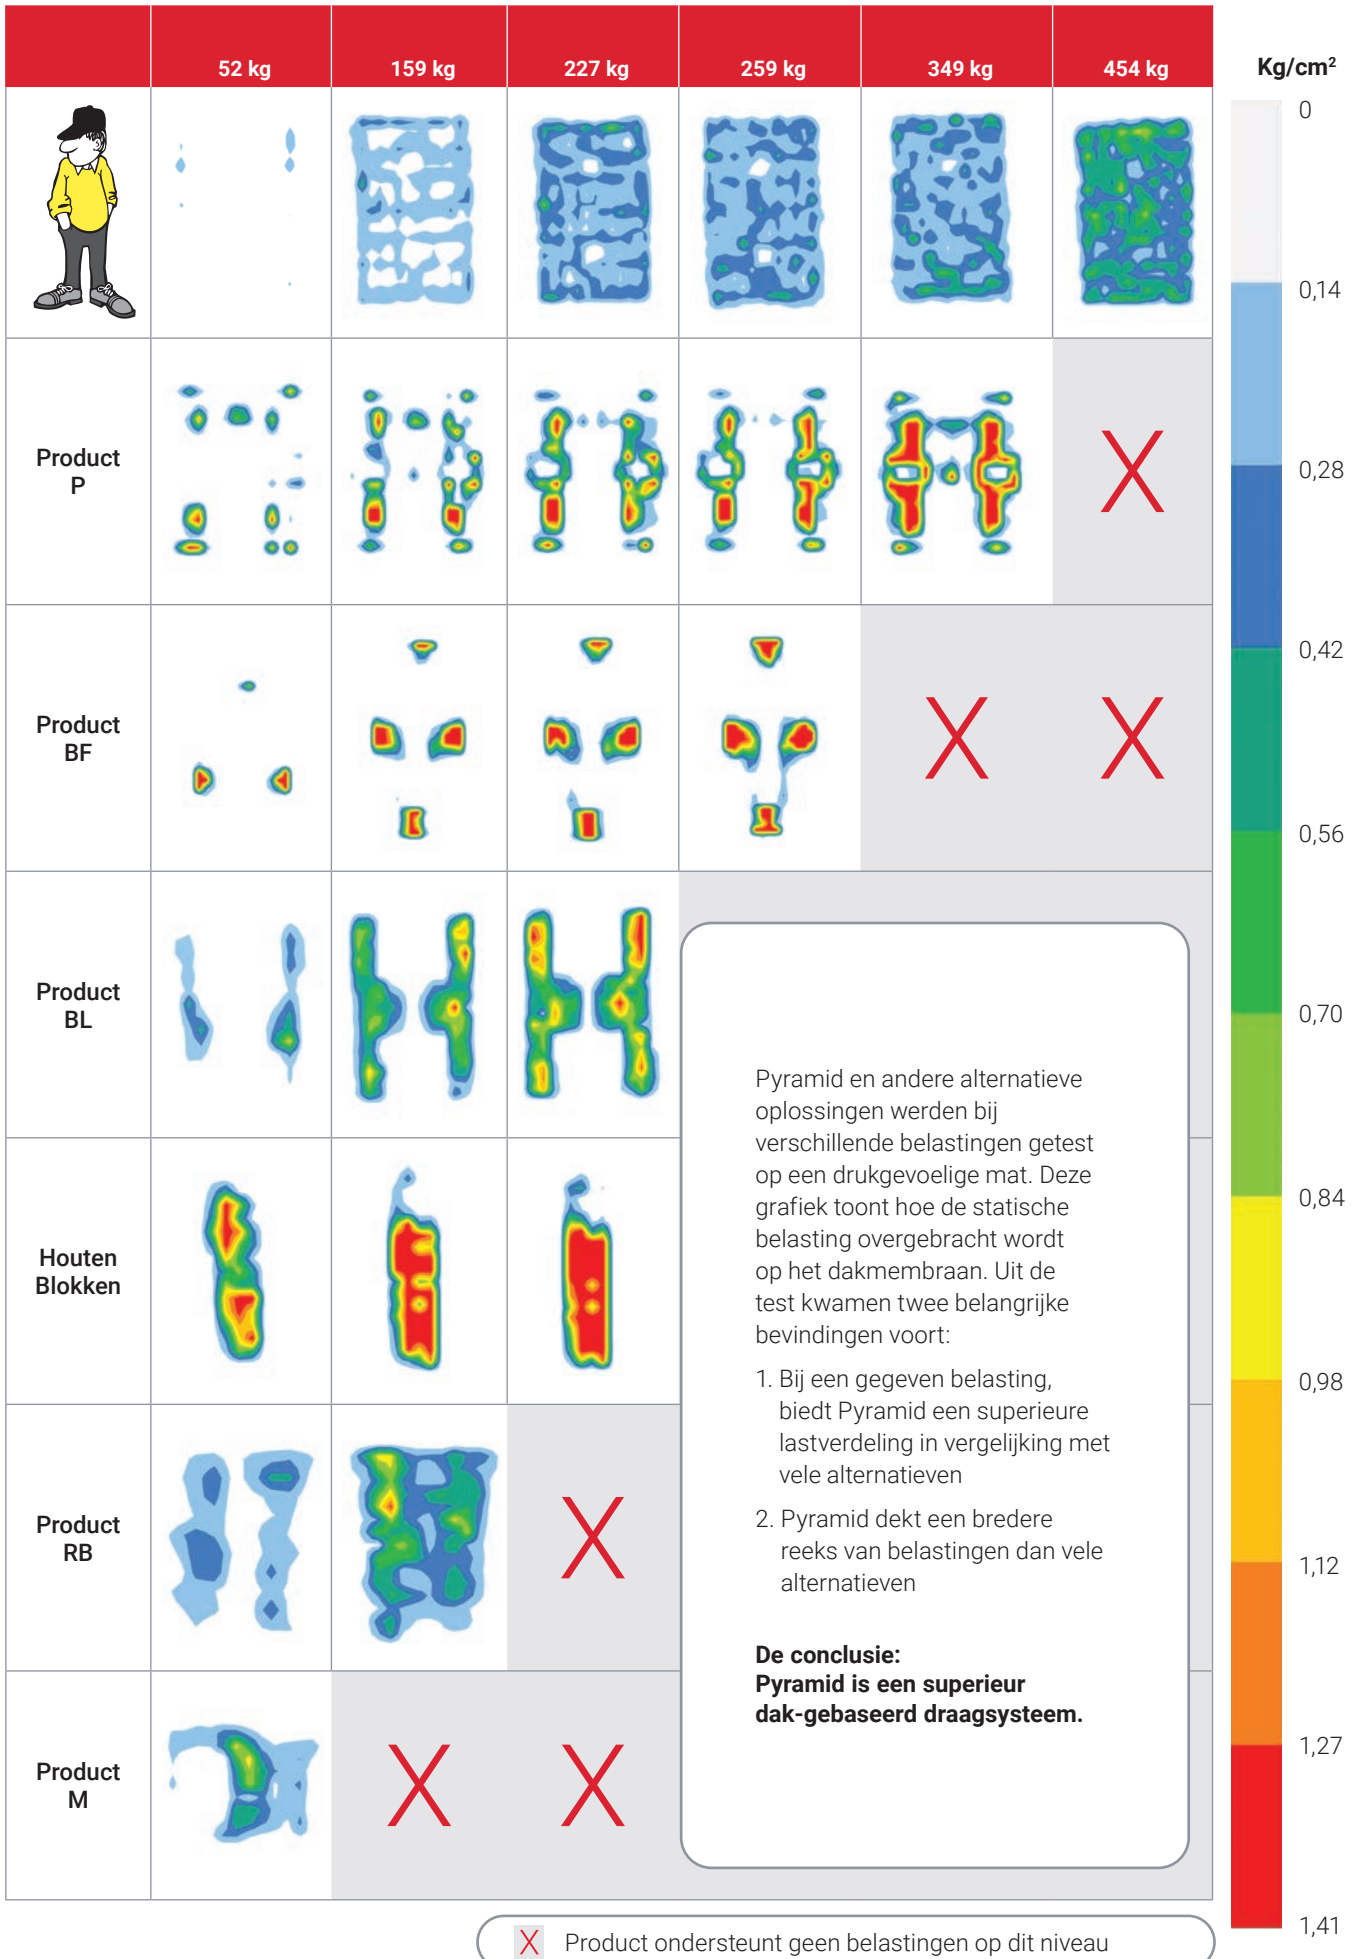 52 kg 159 kg 227 kg 259 kg 349 kg 454 kg
Kg/cm²
0
0,14
0,28
0,42
0,56
0,70
0,84
0,98
1,12
1,27
1,41
Product
P
X
Product
BF
X X
Product
BL
Houten
Blokken
Product
RB
X
Product
M
X X
Pyramid en andere alternatieve
oplossingen werden bij
verschillende belastingen getest
op een drukgevoelige mat. Deze
grafiek toont hoe de statische
belasting overgebracht wordt
op het dakmembraan. Uit de
test kwamen twee belangrijke
bevindingen voort:
1. Bij een gegeven belasting,
biedt Pyramid een superieure
lastverdeling in vergelijking met
vele alternatieven
2. Pyramid dekt een bredere
reeks van belastingen dan vele
alternatieven
De conclusie:
Pyramid is een superieur
dak-gebaseerd draagsysteem.
X Product ondersteunt geen belastingen op dit niveau